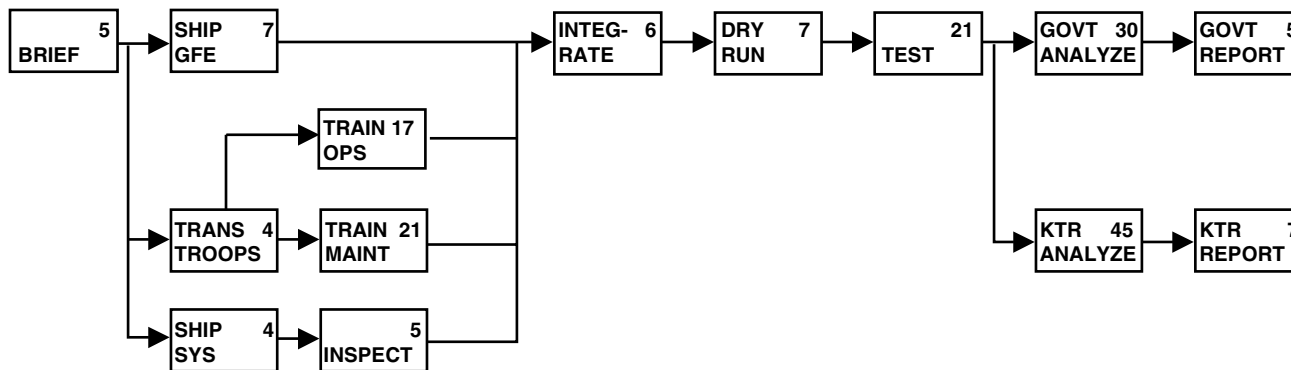 BRIEF 5
SHIP 7
GFE
INTEG- 6
RATE
DRY 7
RUN
21
TEST
GOVT 30
ANALYZE
GOVT 5
REPORT
TRAIN 17
OPS
TRANS 4
TROOPS
TRAIN 21
MAINT
KTR 45
ANALYZE
KTR
REPORT
SHIP 4
SYS
5
INSPECT